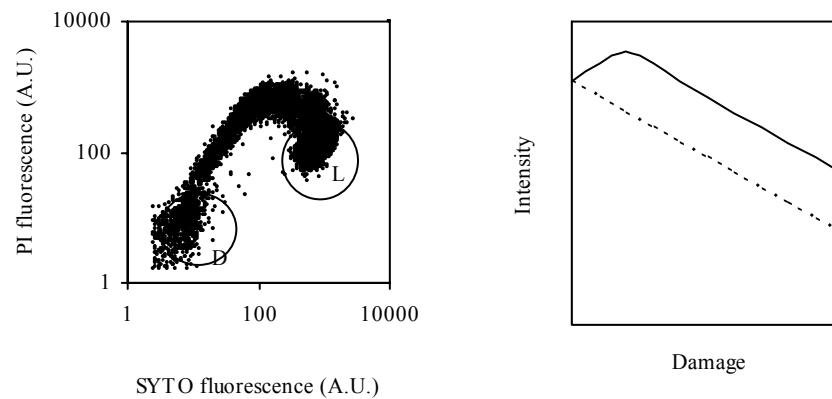 10000
PI fluorescence (A.U.)
100
1
L
D
1
100
10000
SYTO fluorescence (A.U.)
Intensity
Damage